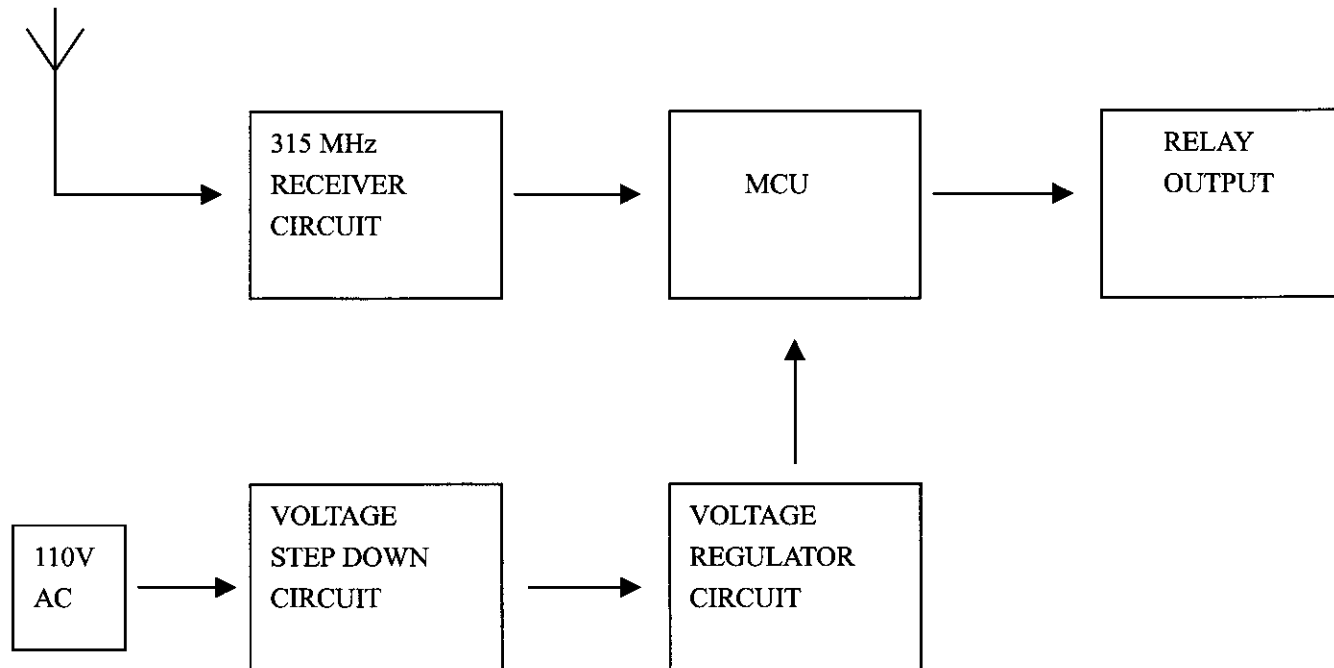 315 MHz
RECEIVER
CIRCUIT
MCU
RELAY
OUTPUT
110V
AC
VOLTAGE
STEP DOWN
CIRCUIT
VOLTAGE
REGULATOR
CIRCUIT